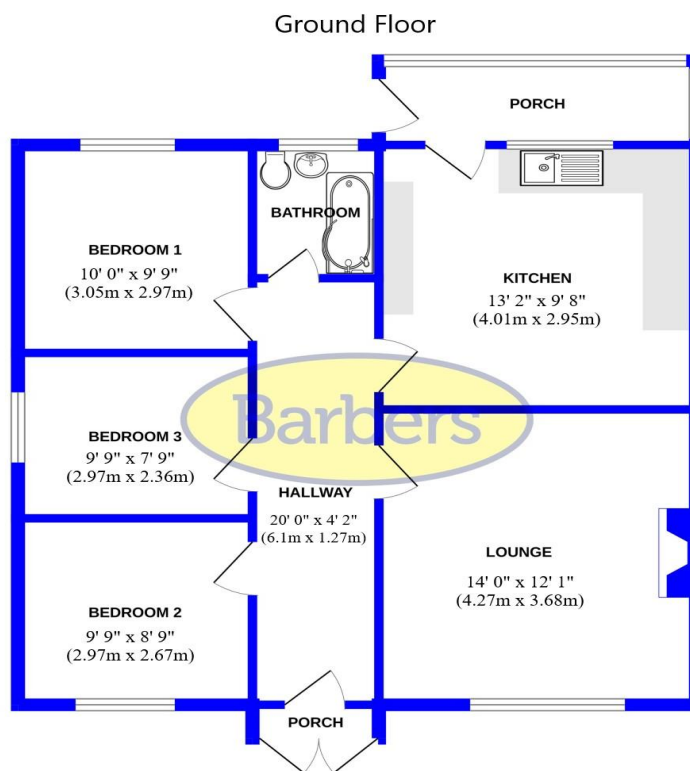 Ground Floor
PORCH
BATHROOM
BEDROOM 1
10' 0" x 9' 9"
(3.05m x 2.97m)
KITCHEN
13' 2" x 9' 8"
(4.01m x 2.95m)
Barbers
BEDROOM 3
9' 9" x 7' 9"
(2.97m x 2.36m)
HALLWAY
20' 0" x 4' 2"
(6.1m x 1.27m)
LOUNGE
14' 0" x 12' 1"
(4.27m x 3.68m)
BEDROOM 2
9' 9" x 8' 9"
(2.97m x 2.67m)
PORCH